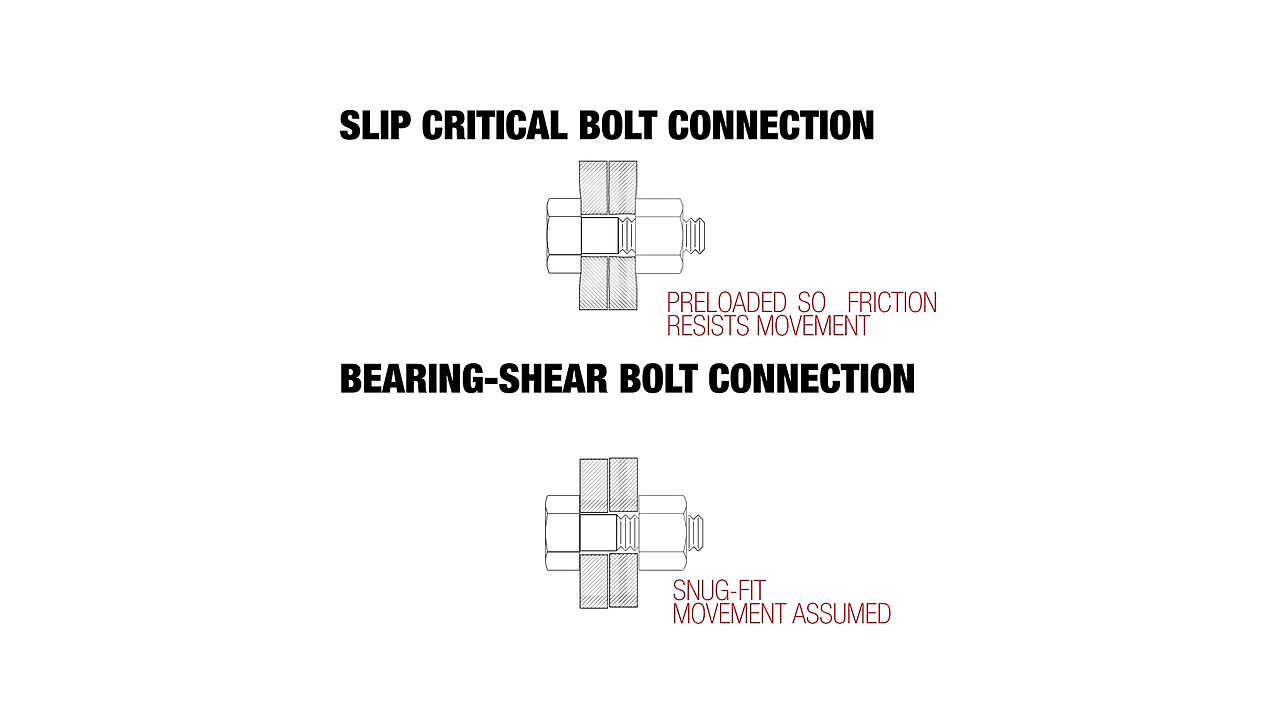 SLIP CRITICAL BOLT CONNECTION
PRELOADED SO FRICTION
RESISTS MOVEMENT
BEARING-SHEAR BOLT CONNECTION
SNUG-FIT
MOVEMENT ASSUMED